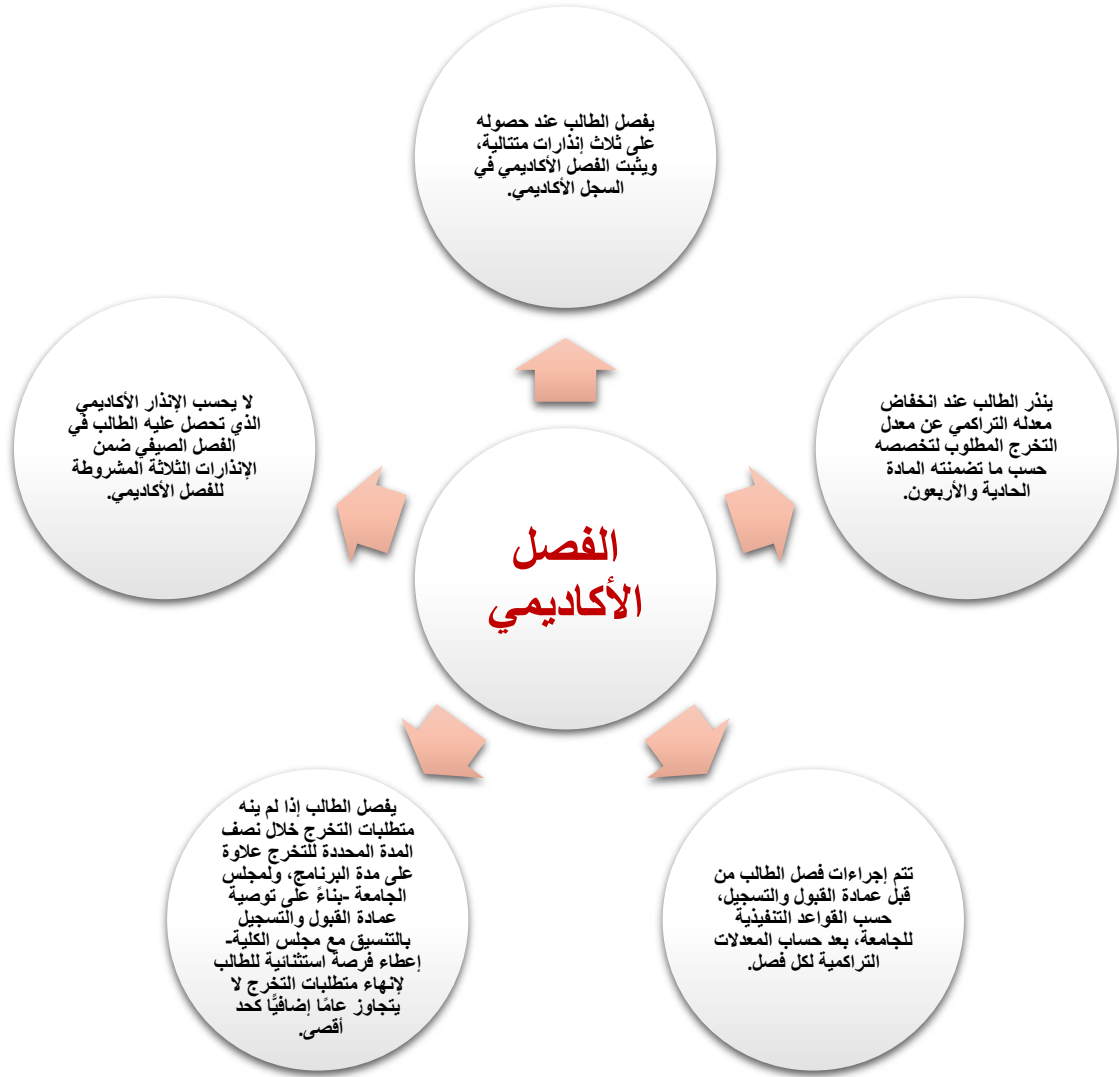 يفصل الطالب عند حصوله
على ثلاث إنذارات متتالية،
ويثبت الفصل الأكاديمي في
السجل الأكاديمي.
ينذر الطالب عند انخفاض
معدله التراكمي عن معدل
التخرج المطلوب لتخصصه
حسب ما تضمنته المادة
الحادية والأربعون.
لا يحسب الإنذار الأكاديمي
الذي تحصل عليه الطالب في
الفصل الصيفي ضمن
الإنذارات الثلاثة المشروطة
للفصل الأكاديمي.
الفصل
الأكاديمي
تتم إجراءات فصل الطالب من
قبل عمادة القبول والتسجيل،
حسب القواعد التنفيذية
للجامعة، بعد حساب المعدلات
التراكمية لكل فصل.
يفصل الطالب إذا لم ينه
متطلبات التخرج خلال نصف
المدة المحددة للتخرج علاوة
على مدة البرنامج، ولمجلس
الجامعة -بناءً على توصية
عمادة القبول والتسجيل
بالتنسيق مع مجلس الكلية-
إعطاء فرصة استثنائية للطالب
لإنهاء متطلبات التخرج لا
يتجاوز عامًا إضافيًّا كحد
أقصى.